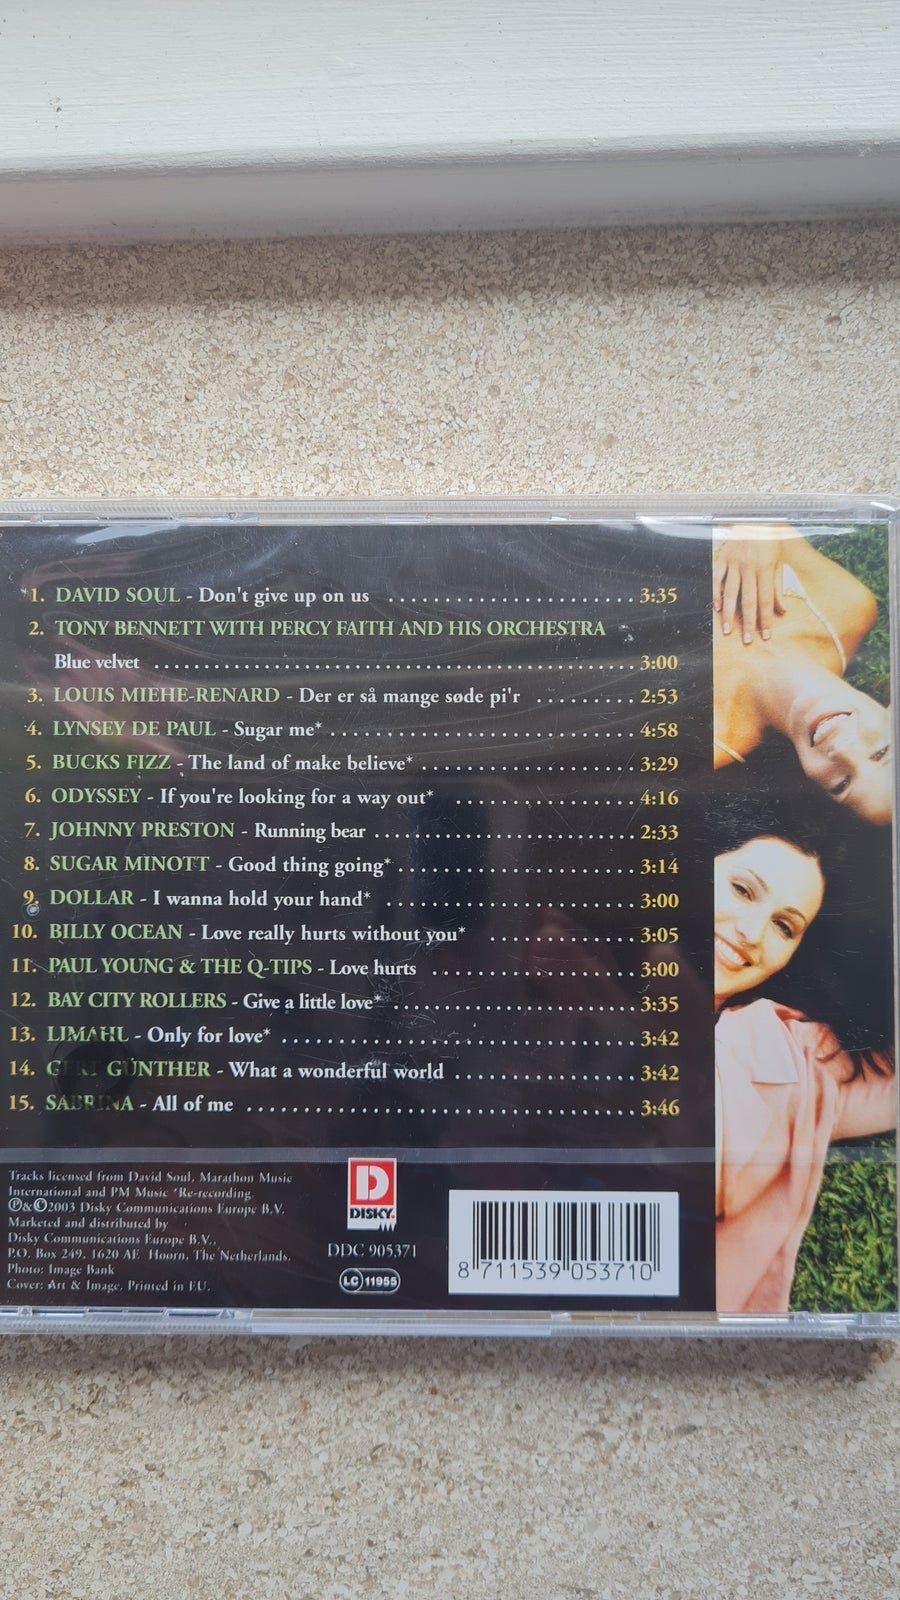 1. DAVID SOUL - Don't give up on us ........................ 3:35
2. TONY BENNETT WITH PERCY FAITH AND HIS ORCHESTRA -
Blue velvet ................................................ 3:00
3. LOUIS MIEHE-RENARD - Der er så mange søde pi'r .......... 2:53
4. LYNSEY DE PAUL - Sugar me* .............................. 4:58
5. BUCKS FIZZ - The land of make believe* ..................... 3:29
6. ODYSSEY - If you're looking for a way out* .................. 4:16
7. JOHNNY PRESTON - Running bear .......................... 2:33
8. SUGAR MINOTT - Good thing going* ....................... 3:14
9. DOLLAR - I wanna hold your hand* ........................ 3:00
10. BILLY OCEAN - Love really hurts without you* .............. 3:05
11. PAUL YOUNG & THE Q-TIPS - Love hurts .................... 3:00
12. BAY CITY ROLLERS - Give a little love* ....................... 3:35
13. LIMAHL - Only for love* .................................. 3:42
14. GERT GÜNTHER - What a wonderful world ................. 3:42
15. SABRINA - All of me ...................................... 3:46
Tracks licensed from David Soul, Marathon Music
International and PM Music *Re-recording
℗&©2003 Disky Communications Europe B.V.
Marketed and distributed by
Disky Communications Europe B.V.,
P.O. Box 249, 1620 AE Hoorn, The Netherlands.
Photo: Image Bank
Cover: Art & Image. Printed in E.U.
D
DISKY.
DDC 905371
LC 11955
8 711539 053710